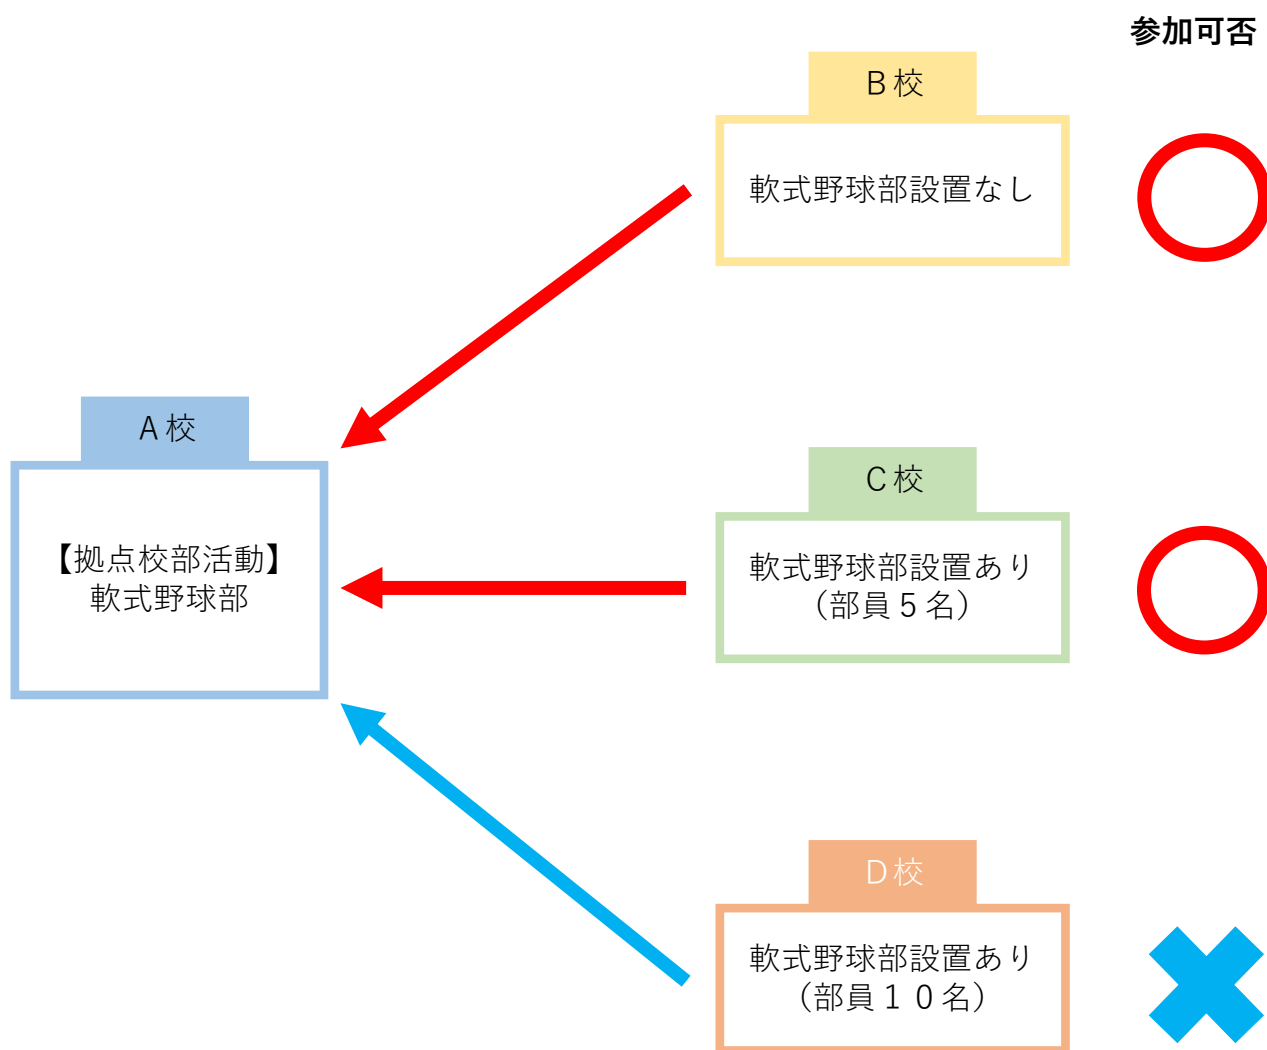 参加可否
B校
軟式野球部設置なし
A校
【拠点校部活動】
軟式野球部
C校
軟式野球部設置あり
（部員５名）
D校
軟式野球部設置あり
（部員１０名）